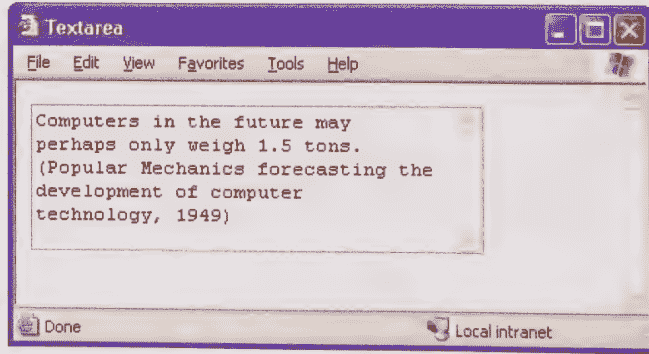 Textarea
File Edit View Favorites Tools Help
Computers in the future may
perhaps only weigh 1.5 tons.
(Popular Mechanics forecasting the
development of computer
technology, 1949)
Done Local intranet